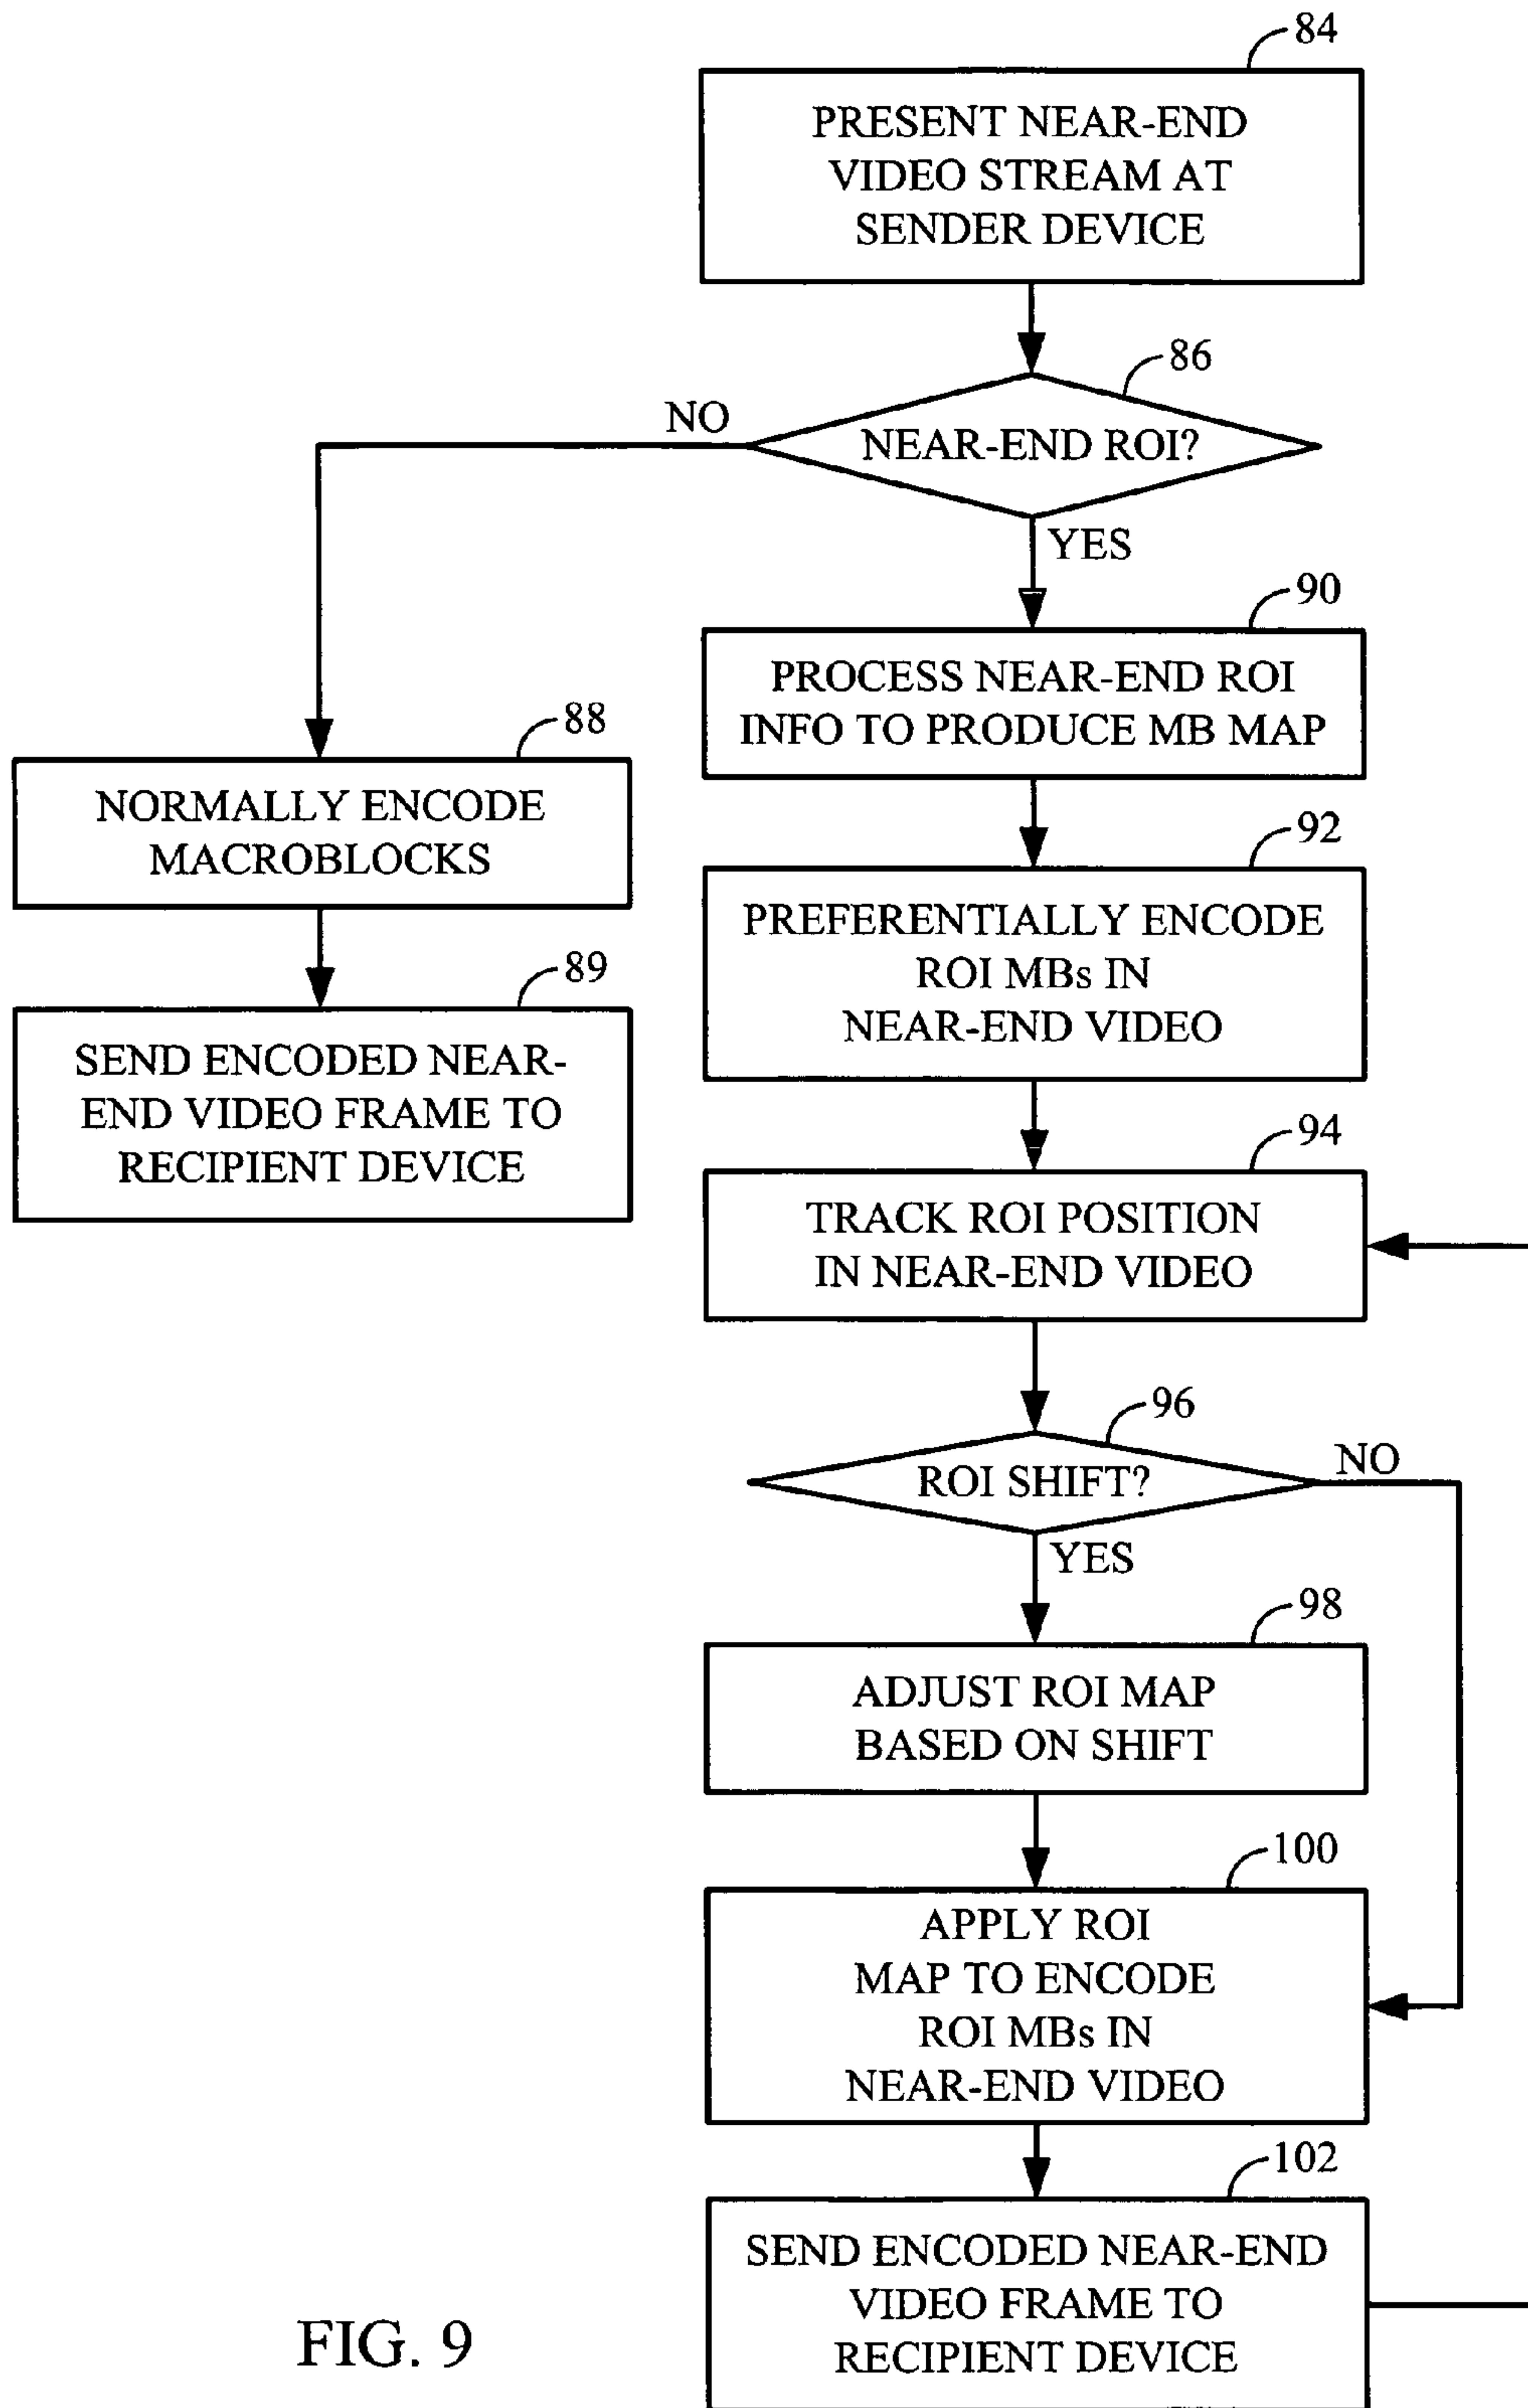 84
PRESENT NEAR-END
VIDEO STREAM AT
SENDER DEVICE
86
NO
NEAR-END ROI?
YES
90
PROCESS NEAR-END ROI
INFO TO PRODUCE MB MAP
88
NORMALLY ENCODE
MACROBLOCKS
92
PREFERENTIALLY ENCODE
ROI MBs IN
NEAR-END VIDEO
89
SEND ENCODED NEAR-
END VIDEO FRAME TO
RECIPIENT DEVICE
94
TRACK ROI POSITION
IN NEAR-END VIDEO
96
ROI SHIFT?
NO
YES
98
ADJUST ROI MAP
BASED ON SHIFT
100
APPLY ROI
MAP TO ENCODE
ROI MBs IN
NEAR-END VIDEO
102
SEND ENCODED NEAR-END
VIDEO FRAME TO
RECIPIENT DEVICE
FIG. 9